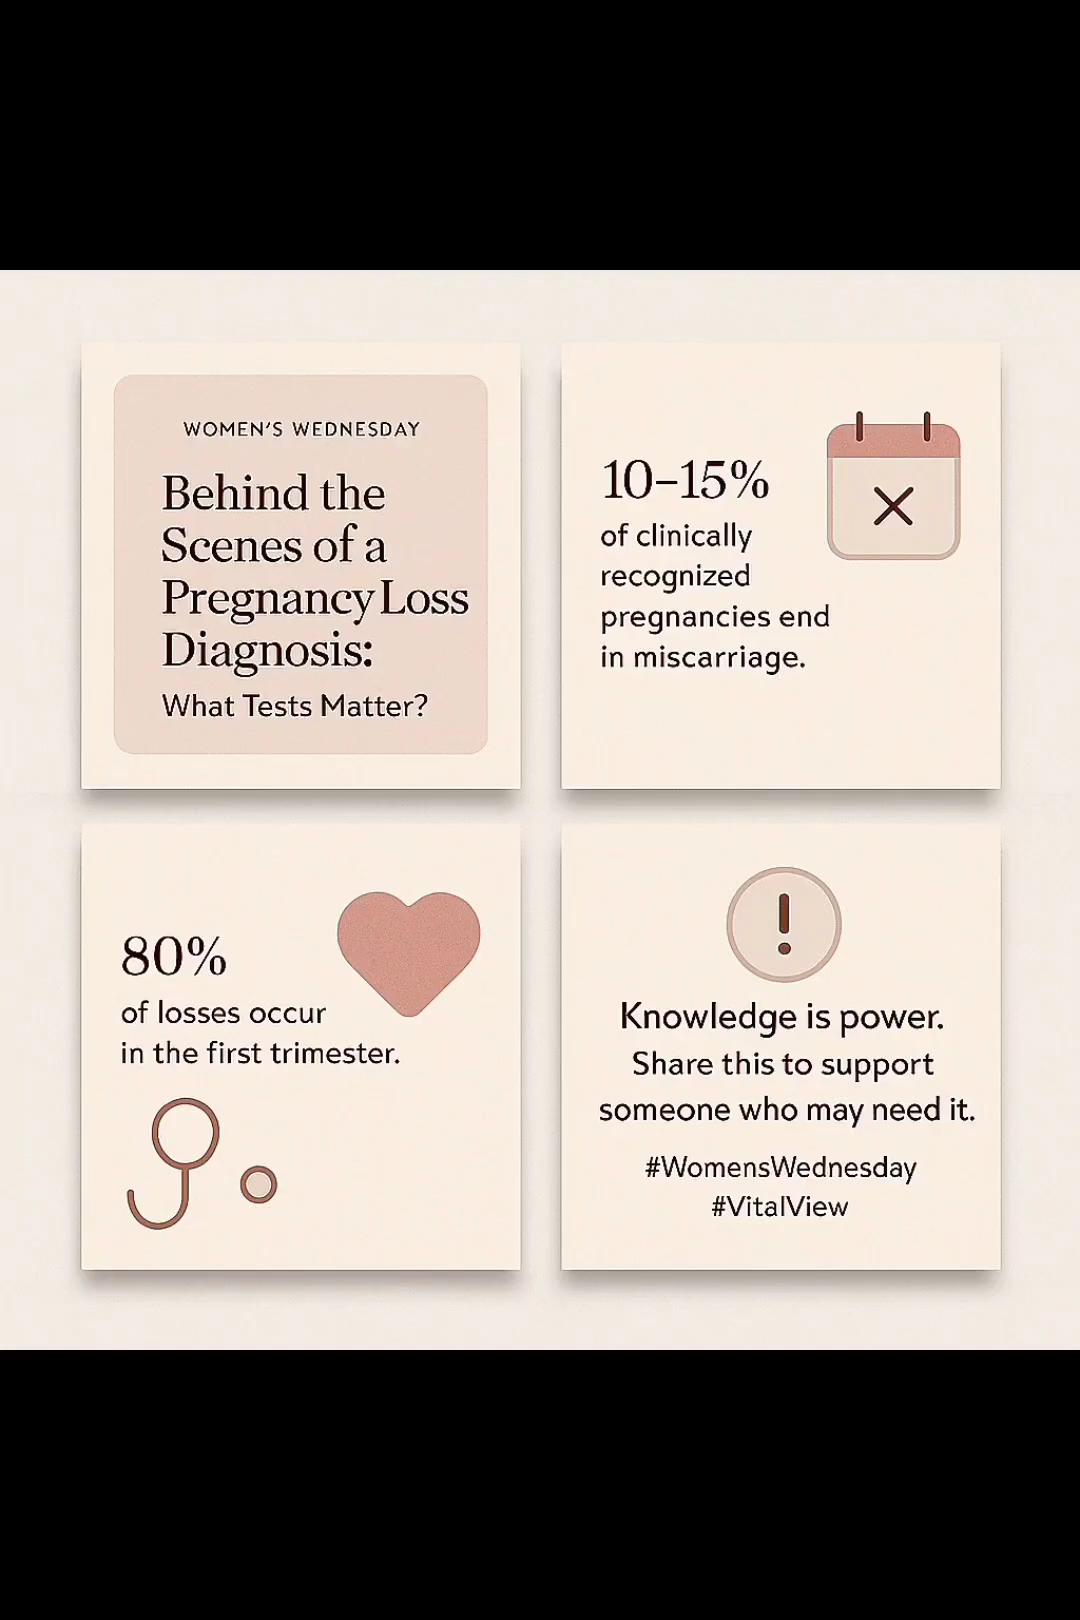 WOMEN'S WEDNESDAY
Behind the
Scenes of a
Pregnancy Loss
Diagnosis:
What Tests Matter?
10–15%
of clinically
recognized
pregnancies end
in miscarriage.
80%
of losses occur
in the first trimester.
Knowledge is power.
Share this to support
someone who may need it.
#WomensWednesday
#VitalView